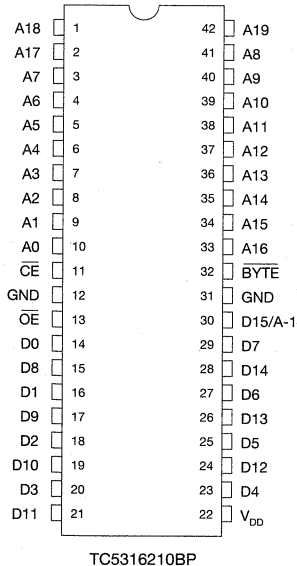 A18 1 42 A19
A17 2 41 A8
A7 3 40 A9
A6 4 39 A10
A5 5 38 A11
A4 6 37 A12
A3 7 36 A13
A2 8 35 A14
A1 9 34 A15
A0 10 33 A16
C̅E̅ 11 32 B̅Y̅T̅E̅
GND 12 31 GND
O̅E̅ 13 30 D15/A-1
D0 14 29 D7
D8 15 28 D14
D1 16 27 D6
D9 17 26 D13
D2 18 25 D5
D10 19 24 D12
D3 20 23 D4
D11 21 22 VDD
TC5316210BP